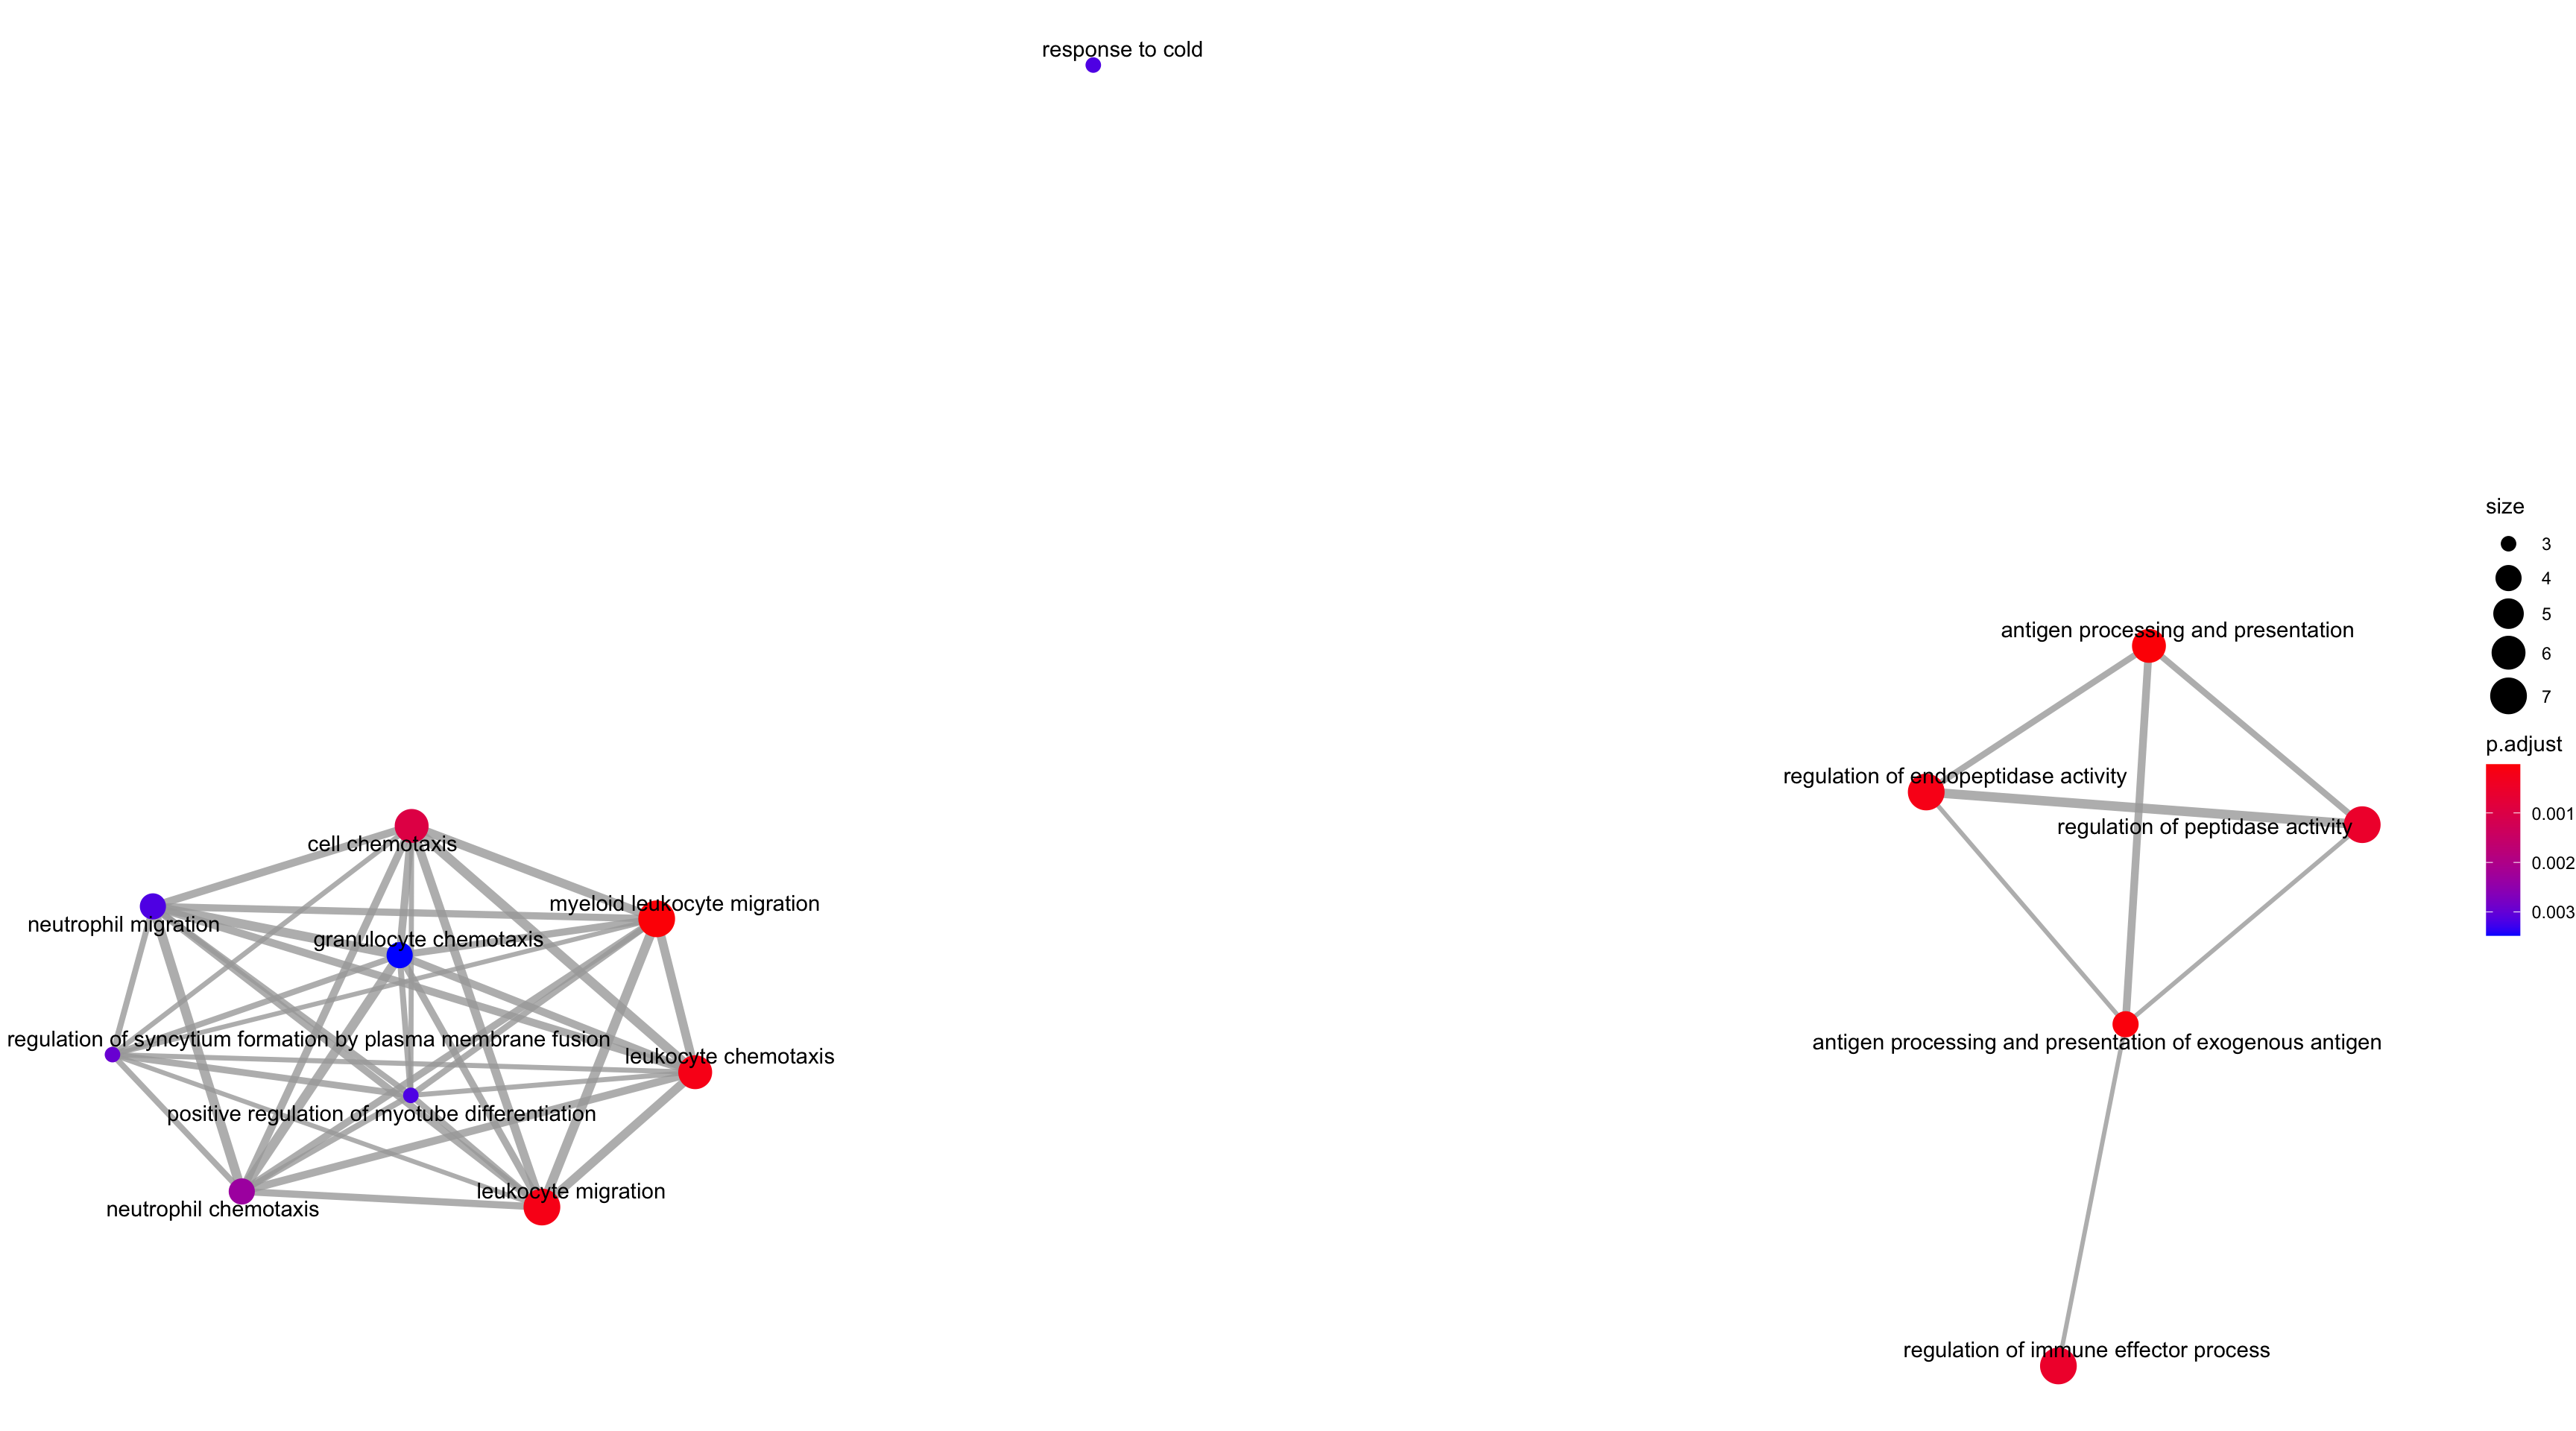 response to cold
size
3
4
5
6
7
p.adjust
0.001
0.002
0.003
antigen processing and presentation
regulation of endopeptidase activity
regulation of peptidase activity
antigen processing and presentation of exogenous antigen
regulation of immune effector process
cell chemotaxis
myeloid leukocyte migration
neutrophil migration
granulocyte chemotaxis
regulation of syncytium formation by plasma membrane fusion
leukocyte chemotaxis
positive regulation of myotube differentiation
leukocyte migration
neutrophil chemotaxis